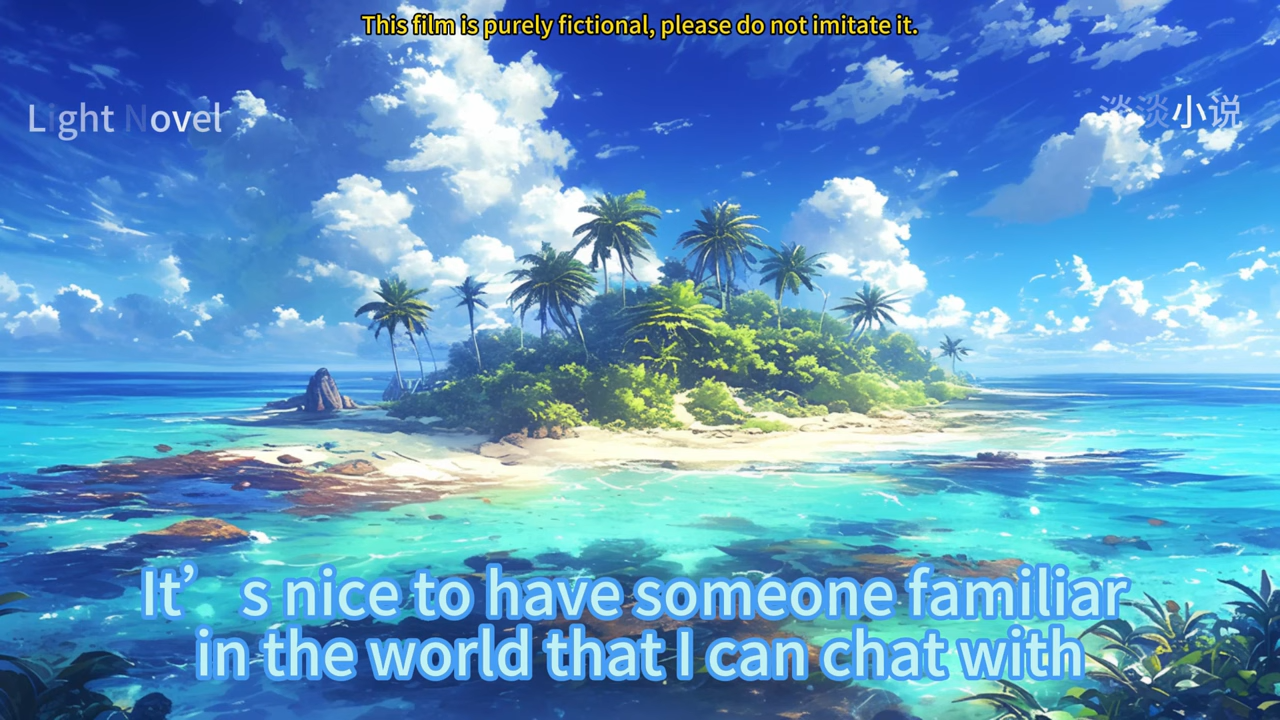 This film is purely fictional, please do not imitate it.
Light Novel
淡淡小说
It’s nice to have someone familiar
in the world that I can chat with